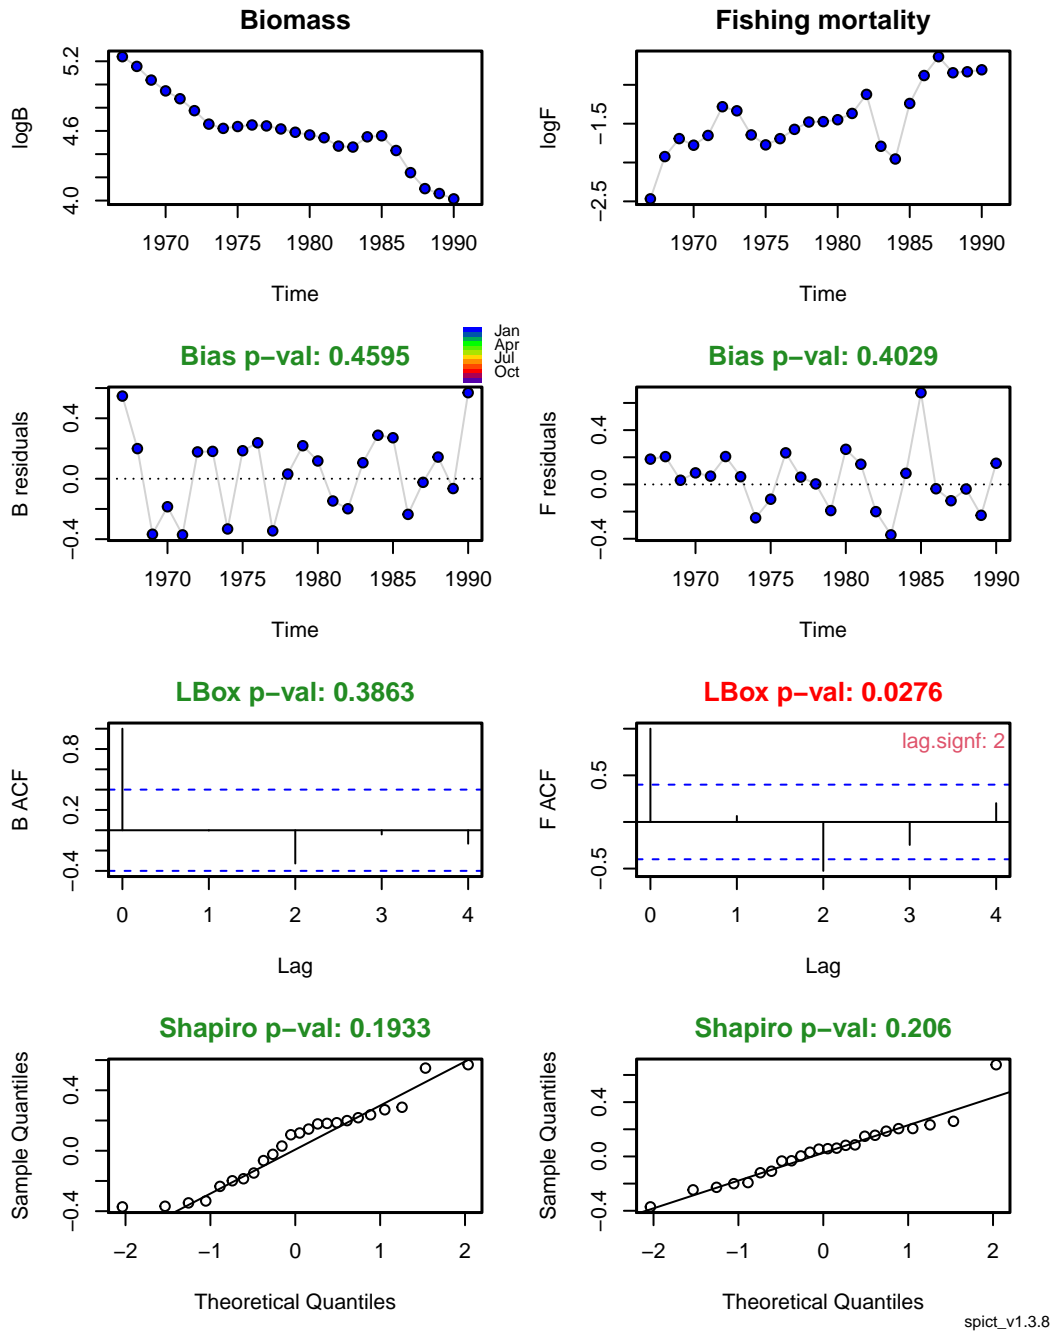 Biomass
Fishing mortality
logB
5.2
4.6
4.0
1970 1975 1980 1985 1990
Time
logF
-1.5
-2.5
1970 1975 1980 1985 1990
Time
Bias p-val: 0.4595
Jan
Apr
Jul
Oct
Bias p-val: 0.4029
B residuals
0.4
0.0
-0.4
1970 1975 1980 1985 1990
Time
F residuals
0.4
0.0
-0.4
1970 1975 1980 1985 1990
Time
LBox p-val: 0.3863
LBox p-val: 0.0276
B ACF
0.8
0.2
-0.4
0 1 2 3 4
Lag
lag.signf: 2
F ACF
0.5
-0.5
0 1 2 3 4
Lag
Shapiro p-val: 0.1933
Shapiro p-val: 0.206
Sample Quantiles
0.4
0.0
-0.4
-2 -1 0 1 2
Theoretical Quantiles
Sample Quantiles
0.4
0.0
-0.4
-2 -1 0 1 2
Theoretical Quantiles
spict_v1.3.8